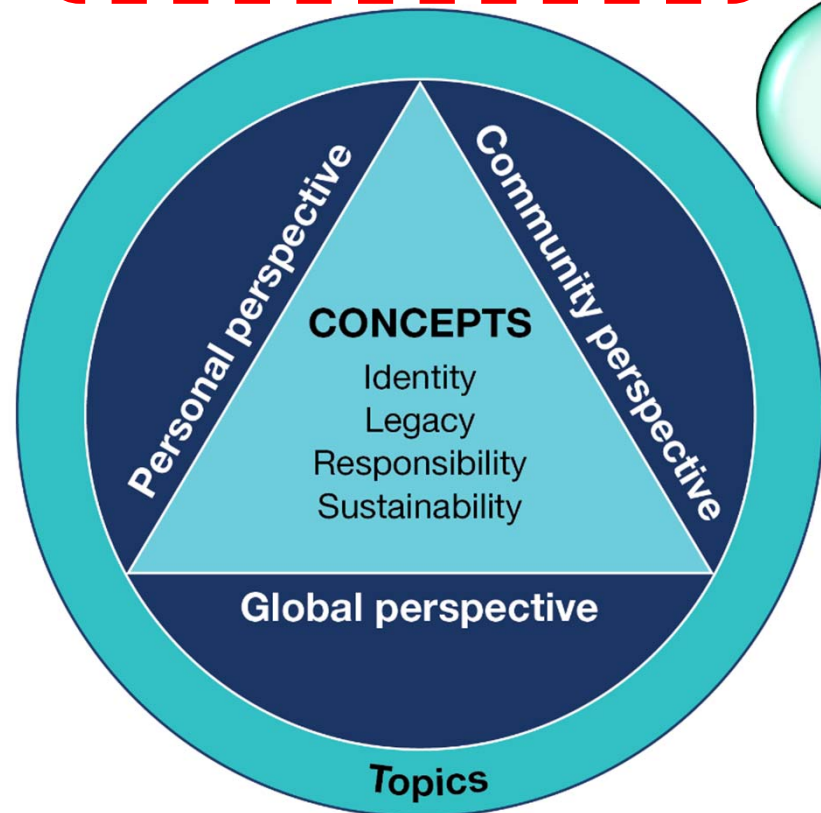 Personal perspective
Community perspective
CONCEPTS
Identity
Legacy
Responsibility
Sustainability
Global perspective
Topics